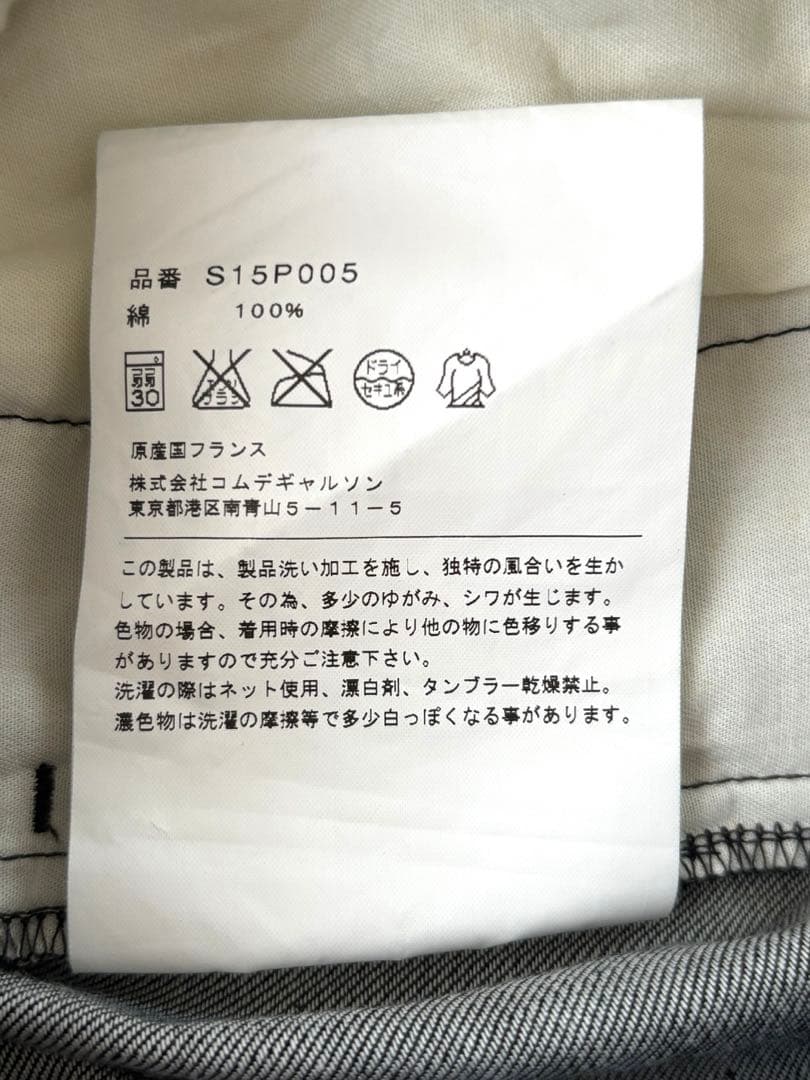 品番 S15P005
綿 100%
弱 30 エンソ サラシ ドライ セキユ系
原産国フランス
株式会社コムデギャルソン
東京都港区南青山5-11-5
この製品は、製品洗い加工を施し、独特の風合いを生か
しています。その為、多少のゆがみ、シワが生じます。
色物の場合、着用時の摩擦により他の物に色移りする事
がありますので充分ご注意下さい。
洗濯の際はネット使用、漂白剤、タンブラー乾燥禁止。
濃色物は洗濯の摩擦等で多少白っぽくなる事があります。